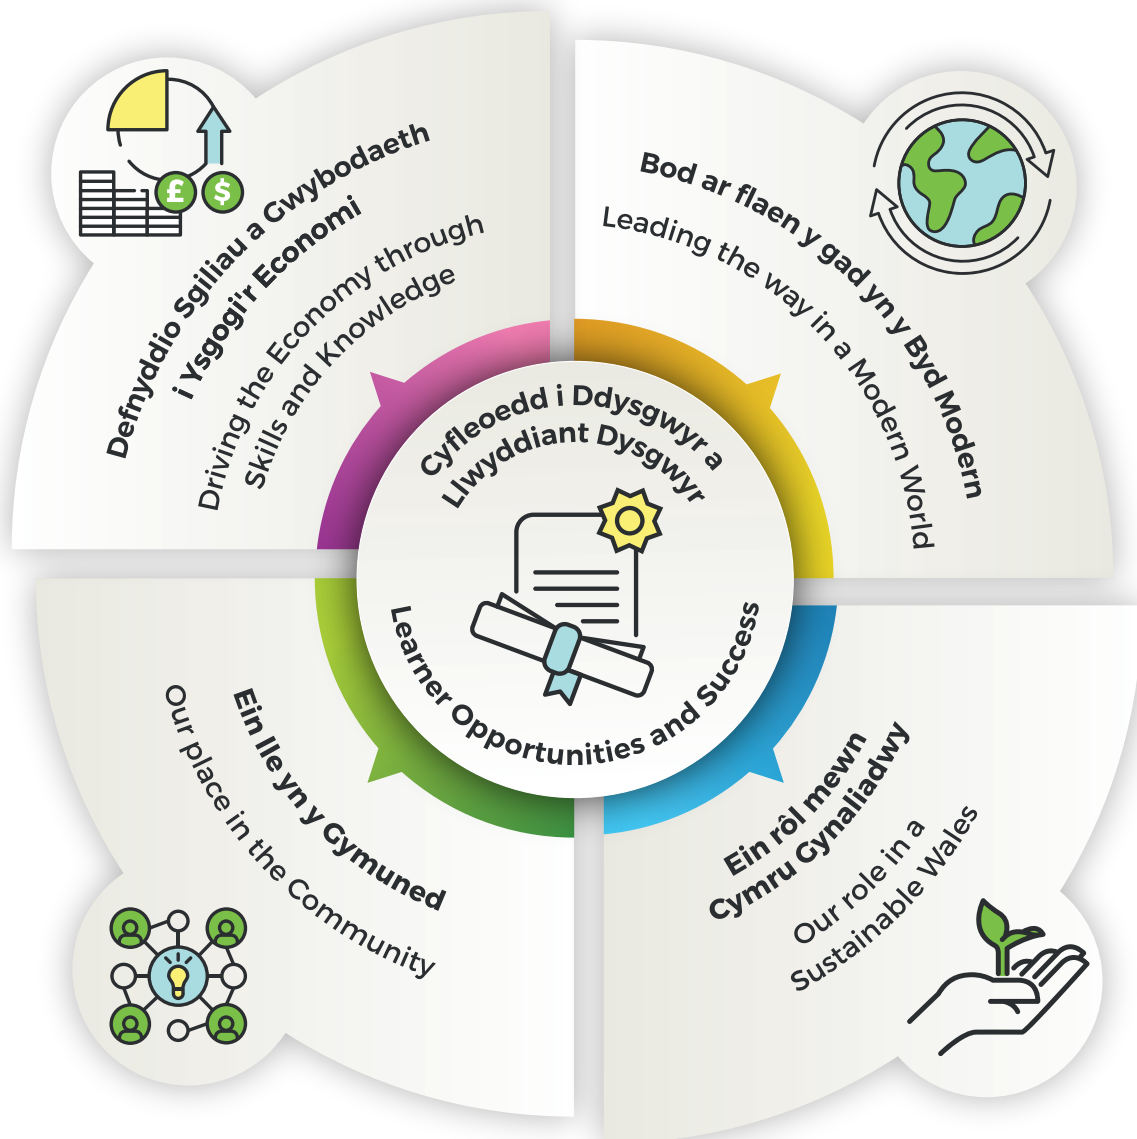 £
$
Defnyddio Sgiliau a Gwybodaeth
i Ysgogi'r Economi
Driving the Economy through
Skills and Knowledge
Bod ar flaen y gad yn y Byd Modern
Leading the way in a Modern World
Cyfleoedd i Ddysgwyr a
Llwyddiant Dysgwyr
Learner Opportunities and Success
Ein lle yn y Gymuned
Our place in the Community
Ein rôl mewn
Cymru Gynaliadwy
Our role in a
Sustainable Wales